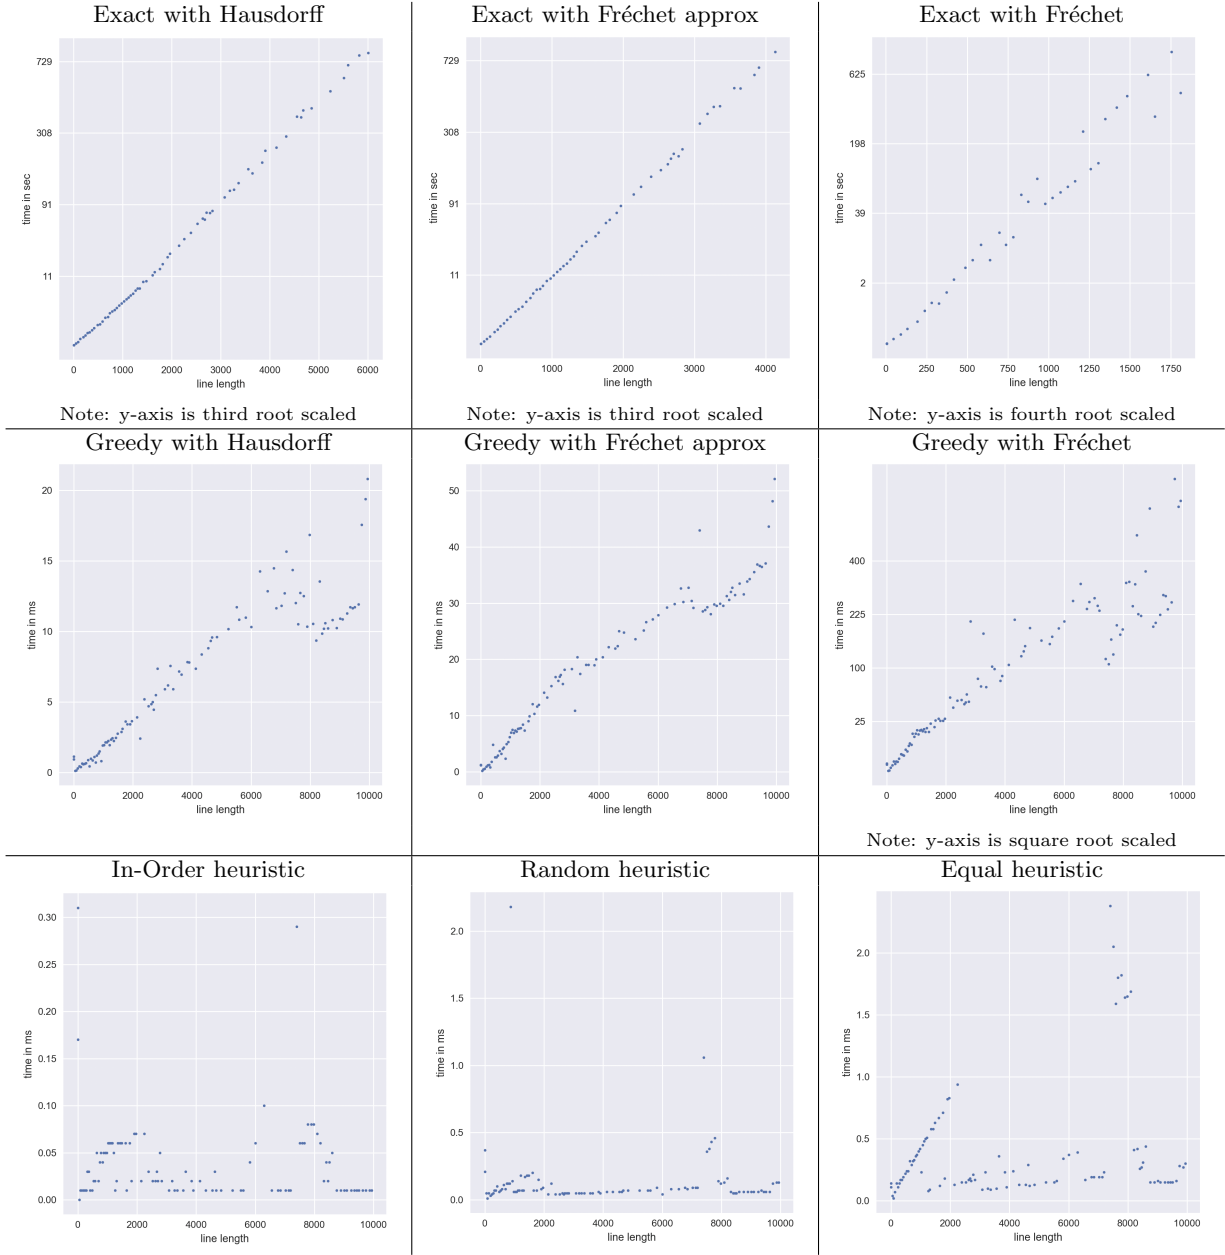 Exact with Hausdorff
729
308
91
11
time in sec
0 1000 2000 3000 4000 5000 6000
line length
Note: y-axis is third root scaled
Exact with Fréchet approx
729
308
91
11
time in sec
0 1000 2000 3000 4000
line length
Note: y-axis is third root scaled
Exact with Fréchet
625
198
39
2
time in sec
0 250 500 750 1000 1250 1500 1750
line length
Note: y-axis is fourth root scaled
Greedy with Hausdorff
20
15
10
5
0
time in ms
0 2000 4000 6000 8000 10000
line length
Greedy with Fréchet approx
50
40
30
20
10
0
time in ms
0 2000 4000 6000 8000 10000
line length
Greedy with Fréchet
400
225
100
25
time in ms
0 2000 4000 6000 8000 10000
line length
Note: y-axis is square root scaled
In-Order heuristic
0.30
0.25
0.20
0.15
0.10
0.05
0.00
time in ms
0 2000 4000 6000 8000 10000
line length
Random heuristic
2.0
1.5
1.0
0.5
0.0
time in ms
0 2000 4000 6000 8000 10000
line length
Equal heuristic
2.0
1.5
1.0
0.5
0.0
time in ms
0 2000 4000 6000 8000 10000
line length